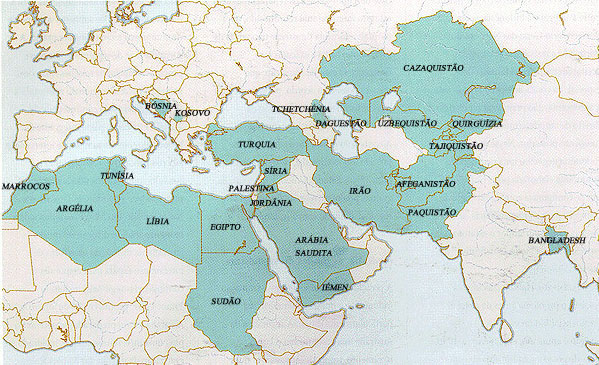 CAZAQUISTÃO
BÓSNIA
KOSOVO
TCHETCHÉNIA
DAGUESTÃO
UZBEQUISTÃO
QUIRGUÍZIA
TURQUIA
TAJIQUISTÃO
TUNÍSIA
SÍRIA
MARROCOS
PALESTINA
IRÃO
AFEGANISTÃO
ARGÉLIA
JORDÂNIA
PAQUISTÃO
LÍBIA
EGIPTO
ARÁBIA
SAUDITA
BANGLADESH
IÉMEN
SUDÃO